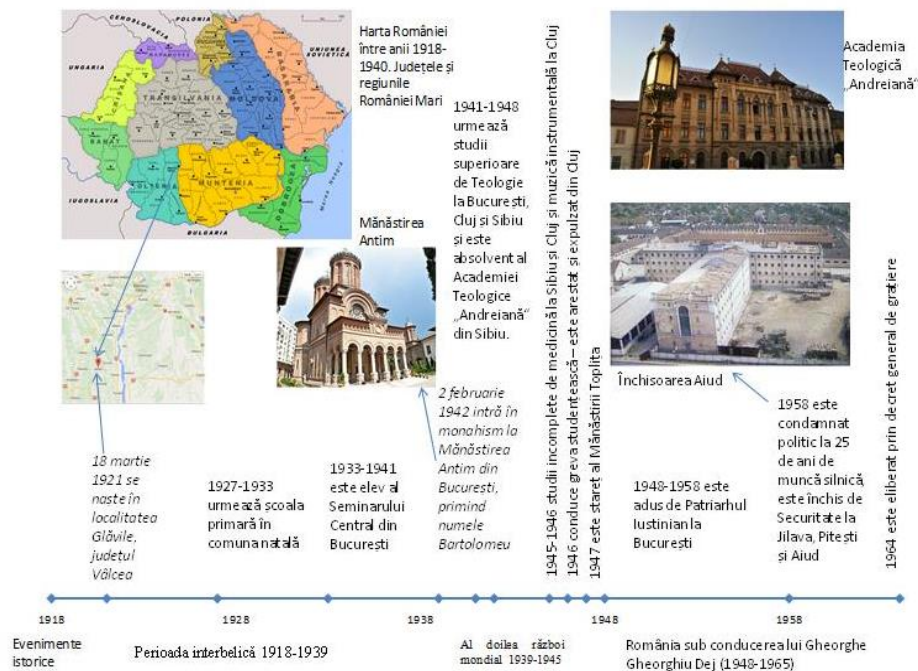 CEHOSLOVACIA
POLONIA
UNIUNEA
SOVIETICA
UNGARIA
TRANSILVANIA
MOLDOVA
BASARABIA
BANAT
OLTENIA
MUNTENIA
DOBROGEA
Marea Neagră
IUGOSLAVIA
BULGARIA
Harta României
între anii 1918-
1940. Județele și
regiunile
României Mari
Mănăstirea
Antim
1941-1948
urmează
studii
superioare
de Teologie
la București,
Cluj și Sibiu
și este
absolvent al
Academiei
Teologice
„Andreiană“
din Sibiu.
Academia
Teologică
„Andreiană”
Închisoarea Aiud
18 martie
1921 se
naște în
localitatea
Glăvile,
județul
Vâlcea
1927-1933
urmează școala
primară în
comuna natală
1933-1941
este elev al
Seminarului
Central din
București
2 februarie
1942 intră în
monahism la
Mănăstirea
Antim din
București,
primind
numele
Bartolomeu
1945-1946 studii incomplete de medicină la Sibiu și Cluj și muzică instrumentală la Cluj
1946 conduce greva studențească – este arestat și expulzat din Cluj
1947 este stareț al Mănăstirii Toplița
1948-1958 este
adus de Patriarhul
Iustinian la
București
1958 este
condamnat
politic la 25
de ani de
muncă silnică,
este închis de
Securitate la
Jilava, Pitești
și Aiud
1964 este eliberat prin decret general de grațiere
1918
1928
1938
1948
1958
Evenimente
istorice
Perioada interbelică 1918-1939
Al doilea război
mondial 1939-1945
România sub conducerea lui Gheorghe
Gheorghiu Dej (1948-1965)